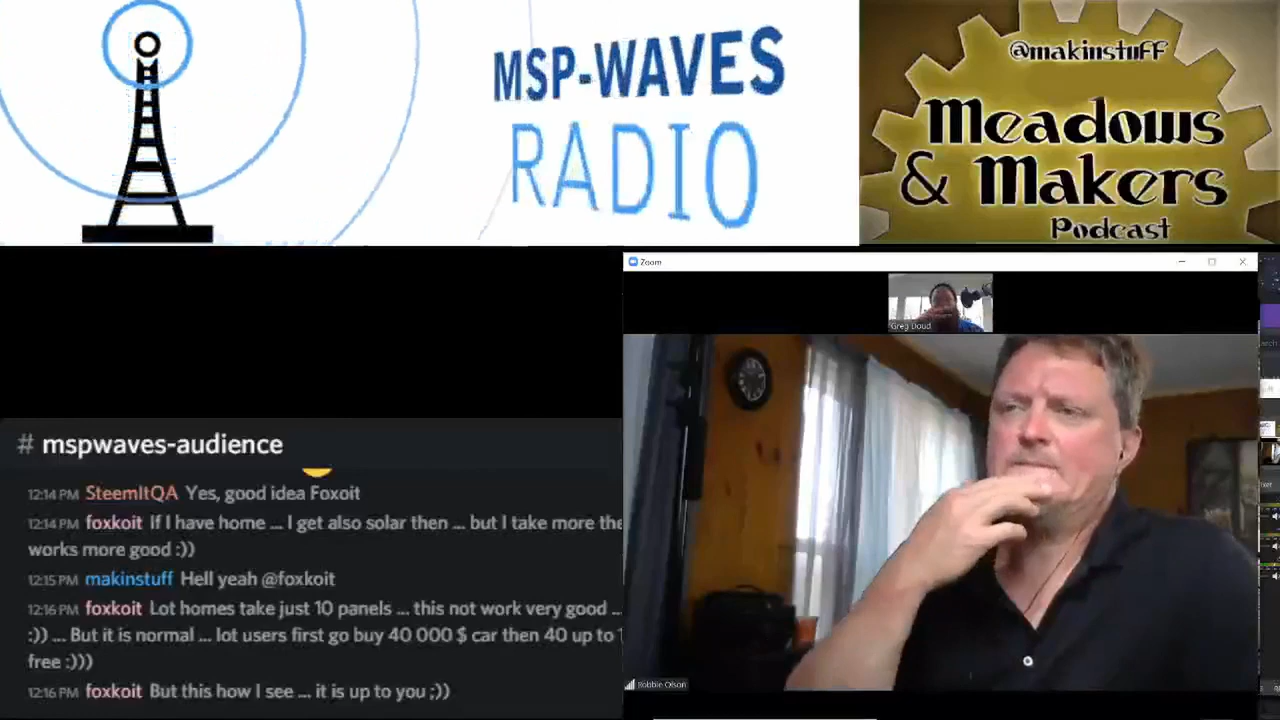 MSP-WAVES
RADIO
@makinstuff
Meadows
& Makers
Podcast
Zoom
Greg Doud
# mspwaves-audience
12:14 PM SteemItQA Yes, good idea Foxoit
12:14 PM foxkoit If I have home ... I get also solar then ... but I take more the
works more good :))
12:15 PM makinstuff Hell yeah @foxkoit
12:16 PM foxkoit Lot homes take just 10 panels ... this not work very good ...
:)) ... But it is normal ... lot users first go buy 40 000 $ car then 40 up to
free :)))
12:16 PM foxkoit But this how I see ... it is up to you ;))
Robbie Olson